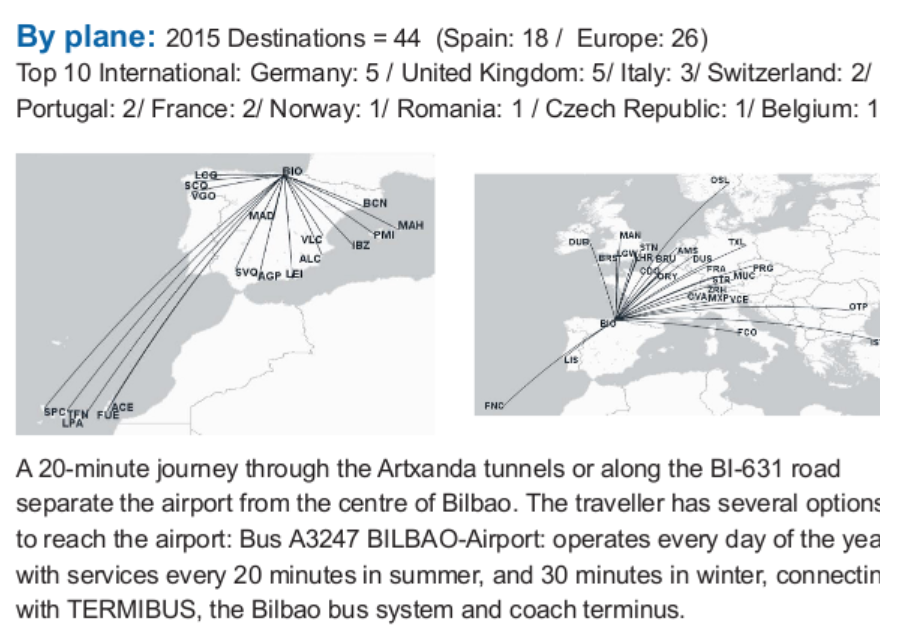 By plane: 2015 Destinations = 44 (Spain: 18 / Europe: 26)
Top 10 International: Germany: 5 / United Kingdom: 5/ Italy: 3/ Switzerland: 2/
Portugal: 2/ France: 2/ Norway: 1/ Romania: 1 / Czech Republic: 1/ Belgium: 1
LCG
SCQ
VGO
BIO
BCN
MAD
MAH
PMI
IBZ
VLC
ALC
SVQ
AGP
LEI
SPC
TFN
LPA
FUE
ACE
OSL
DUB
MAN
STN
BRS
LGW
LHR
BRU
AMS
DUS
TXL
CDG
ORY
FRA
STR
MUC
PRG
ZRH
GVA
MXP
VCE
OTP
BIO
FCO
IS
LIS
FNC
A 20-minute journey through the Artxanda tunnels or along the BI-631 road
separate the airport from the centre of Bilbao. The traveller has several options
to reach the airport: Bus A3247 BILBAO-Airport: operates every day of the yea
with services every 20 minutes in summer, and 30 minutes in winter, connectin
with TERMIBUS, the Bilbao bus system and coach terminus.